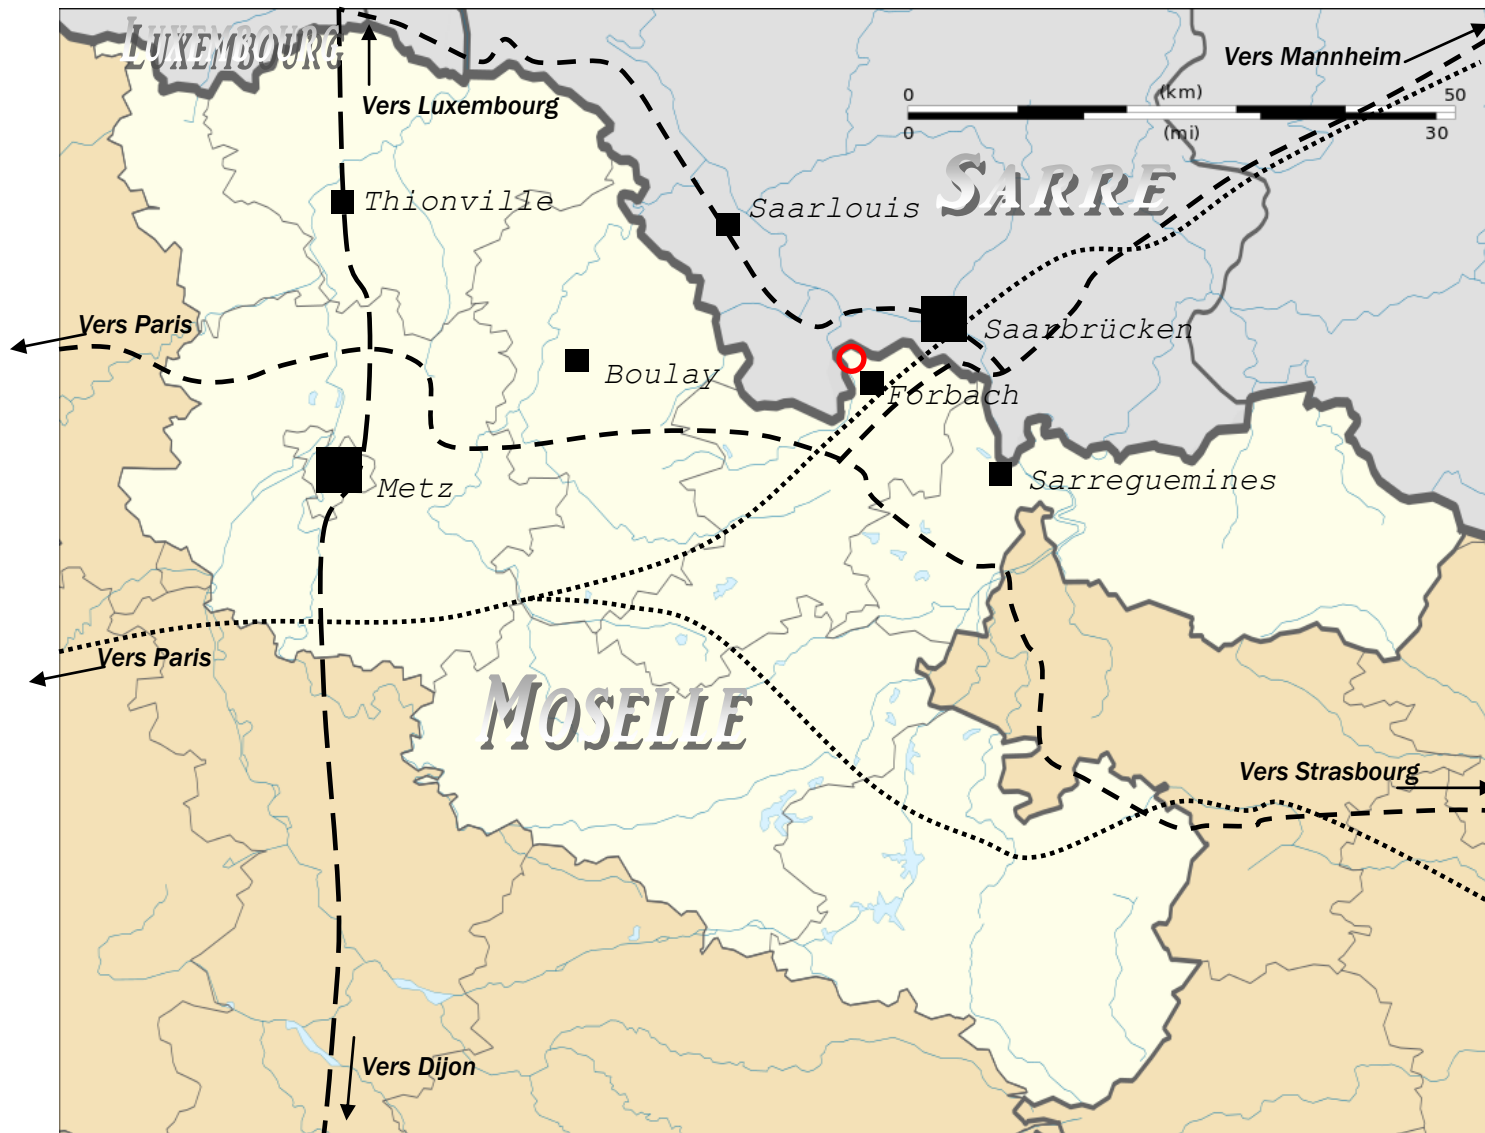 LUXEMBOURG
Vers Mannheim
Vers Luxembourg
0 (km) 50
0 (mi) 30
SARRE
Thionville
Saarlouis
Vers Paris
Saarbrücken
Boulay
Forbach
Metz
Sarreguemines
Vers Paris
MOSELLE
Vers Strasbourg
Vers Dijon